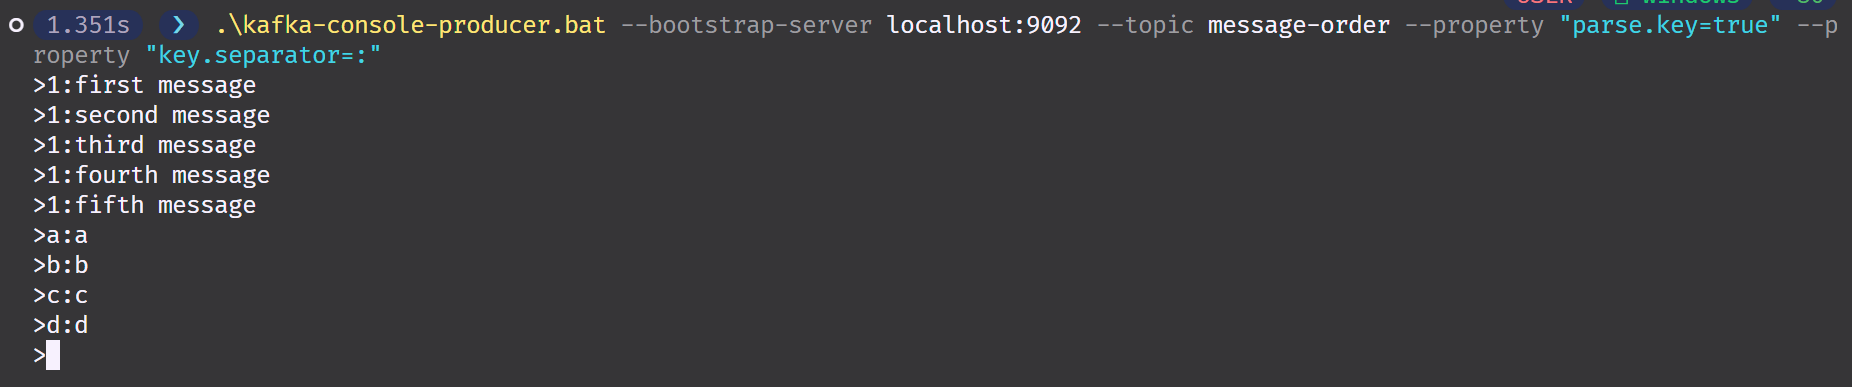 1.351s ❯ .\kafka-console-producer.bat --bootstrap-server localhost:9092 --topic message-order --property "parse.key=true" --p
roperty "key.separator=:"
>1:first message
>1:second message
>1:third message
>1:fourth message
>1:fifth message
>a:a
>b:b
>c:c
>d:d
>